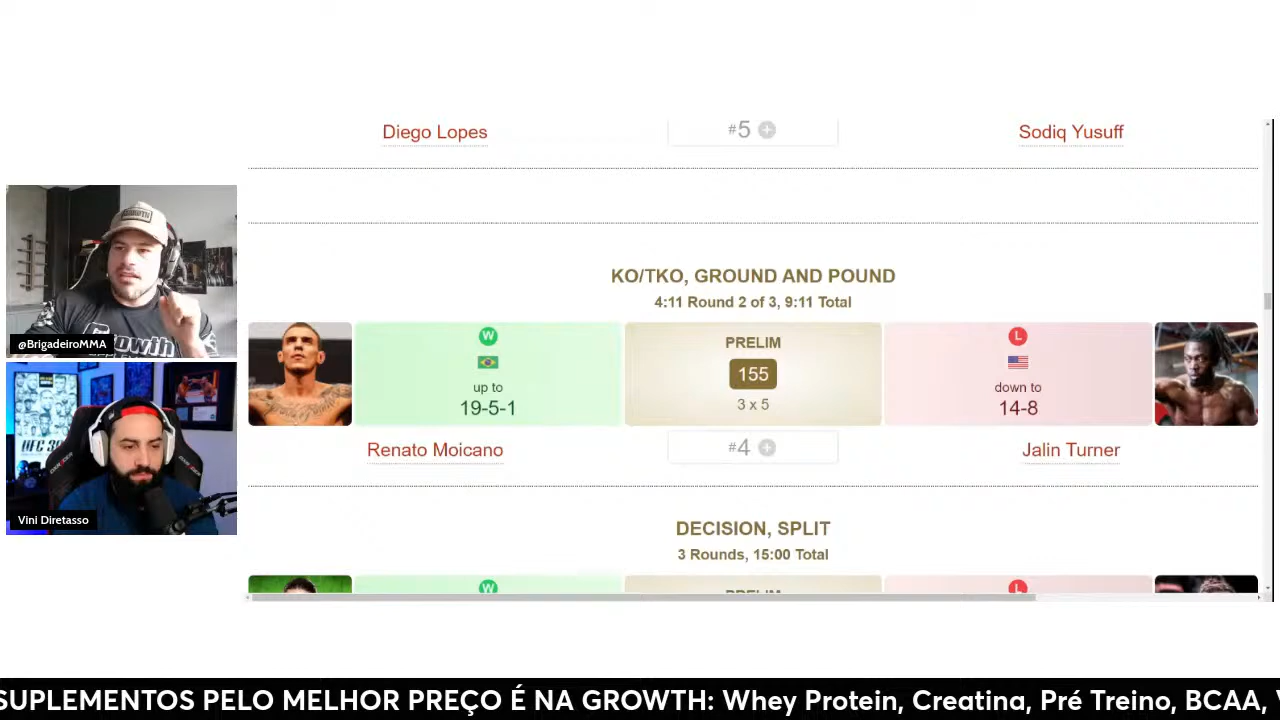 Diego Lopes
#5
Sodiq Yusuff
KO/TKO, GROUND AND POUND
4:11 Round 2 of 3, 9:11 Total
W
PRELIM
L
up to
155
down to
19-5-1
3 x 5
14-8
Renato Moicano
#4
Jalin Turner
DECISION, SPLIT
3 Rounds, 15:00 Total
W
PRELIM
L
@BrigadeiroMMA
Vini Diretasso
SUPLEMENTOS PELO MELHOR PREÇO É NA GROWTH: Whey Protein, Creatina, Pré Treino, BCAA,